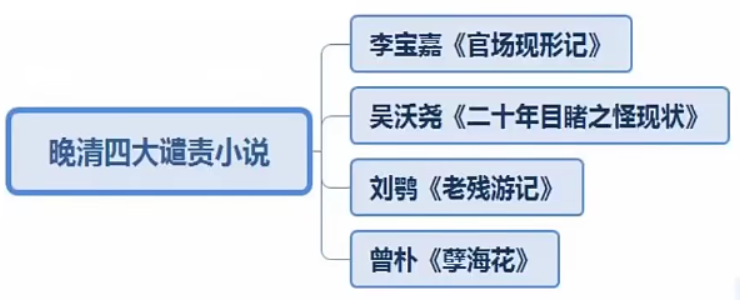 晚清四大谴责小说
李宝嘉《官场现形记》
吴沃尧《二十年目睹之怪现状》
刘鹗《老残游记》
曾朴《孽海花》